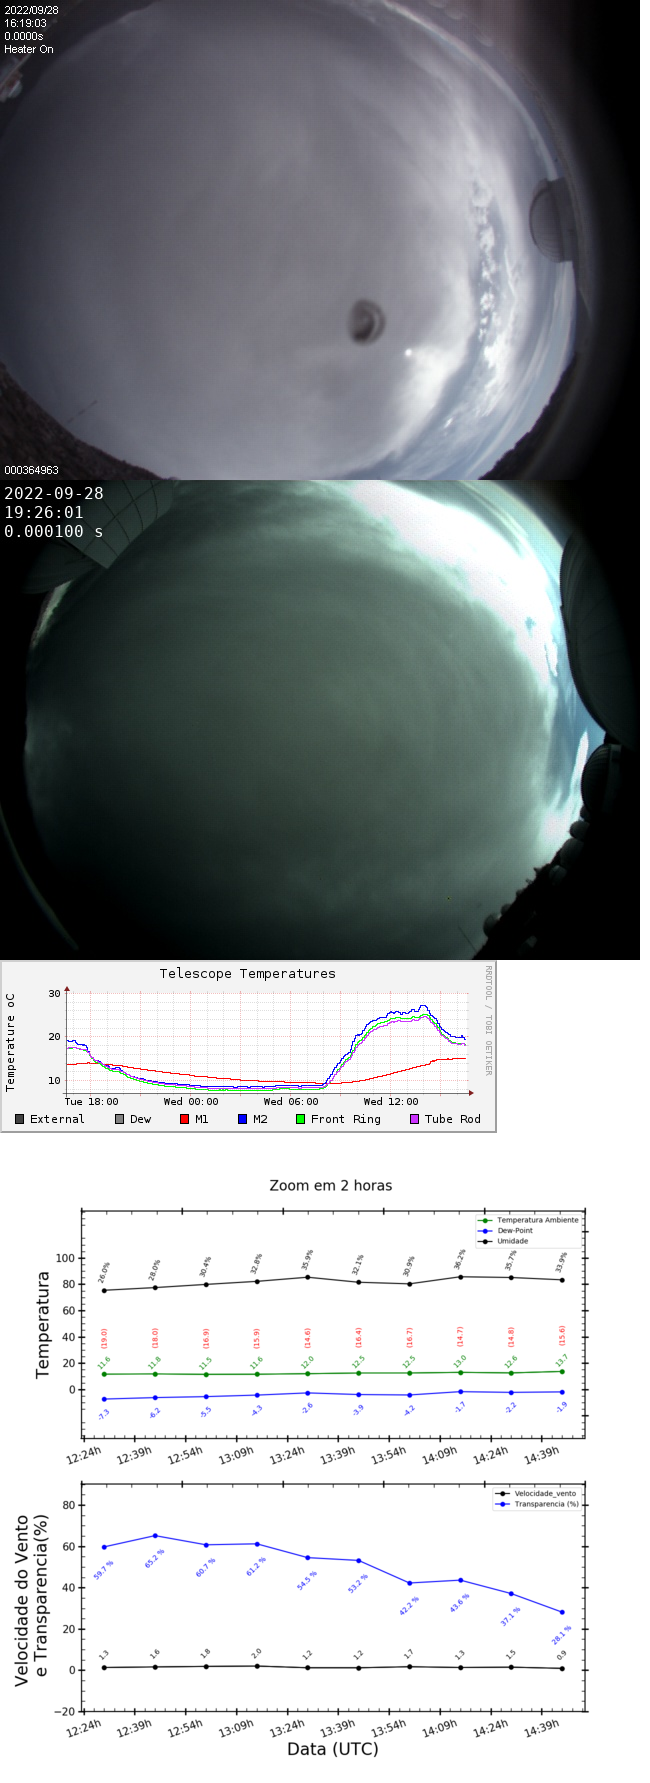 2022/09/28
16:19:03
0.0000s
Heater On
000364963
2022-09-28
19:26:01
0.000100 s
Telescope Temperatures
RRDTOOL / TOBI OETIKER
Temperature oC
30
20
10
Tue 18:00 Wed 00:00 Wed 06:00 Wed 12:00
External Dew M1 M2 Front Ring Tube Rod
Zoom em 2 horas
Temperatura Ambiente
Dew-Point
Umidade
Temperatura
100
80
60
40
20
0
26.0% 28.0% 30.4% 32.8% 35.9% 32.1% 30.9% 36.2% 35.7% 33.9%
(19.0) (18.0) (16.9) (15.9) (14.6) (16.4) (16.7) (14.7) (14.8) (15.6)
11.6 11.8 11.5 11.6 12.0 12.5 12.5 13.0 12.6 13.7
-7.3 -6.2 -5.5 -4.3 -2.6 -3.9 -4.2 -1.7 -2.2 -1.9
12:24h 12:39h 12:54h 13:09h 13:24h 13:39h 13:54h 14:09h 14:24h 14:39h
Velocidade_vento
Transparencia (%)
Velocidade do Vento
e Transparencia(%)
80
60
40
20
0
−20
59.7 % 65.2 % 60.7 % 61.2 % 54.5 % 53.2 % 42.2 % 43.6 % 37.1 % 28.1 %
1.3 1.6 1.8 2.0 1.2 1.2 1.7 1.3 1.5 0.9
12:24h 12:39h 12:54h 13:09h 13:24h 13:39h 13:54h 14:09h 14:24h 14:39h
Data (UTC)